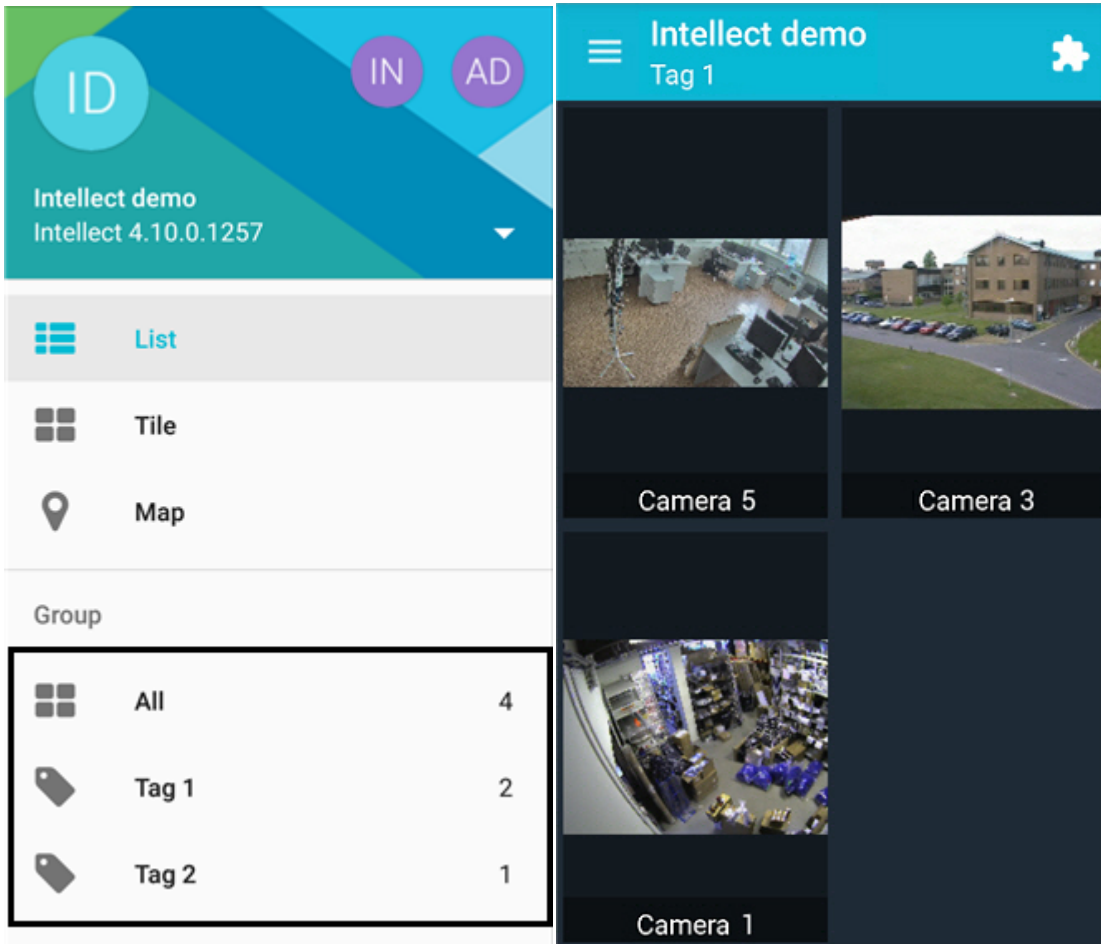 ID
IN
AD
Intellect demo
Intellect 4.10.0.1257
List
Tile
Map
Group
All 4
Tag 1 2
Tag 2 1
Intellect demo
Tag 1
Camera 5
Camera 3
Camera 1